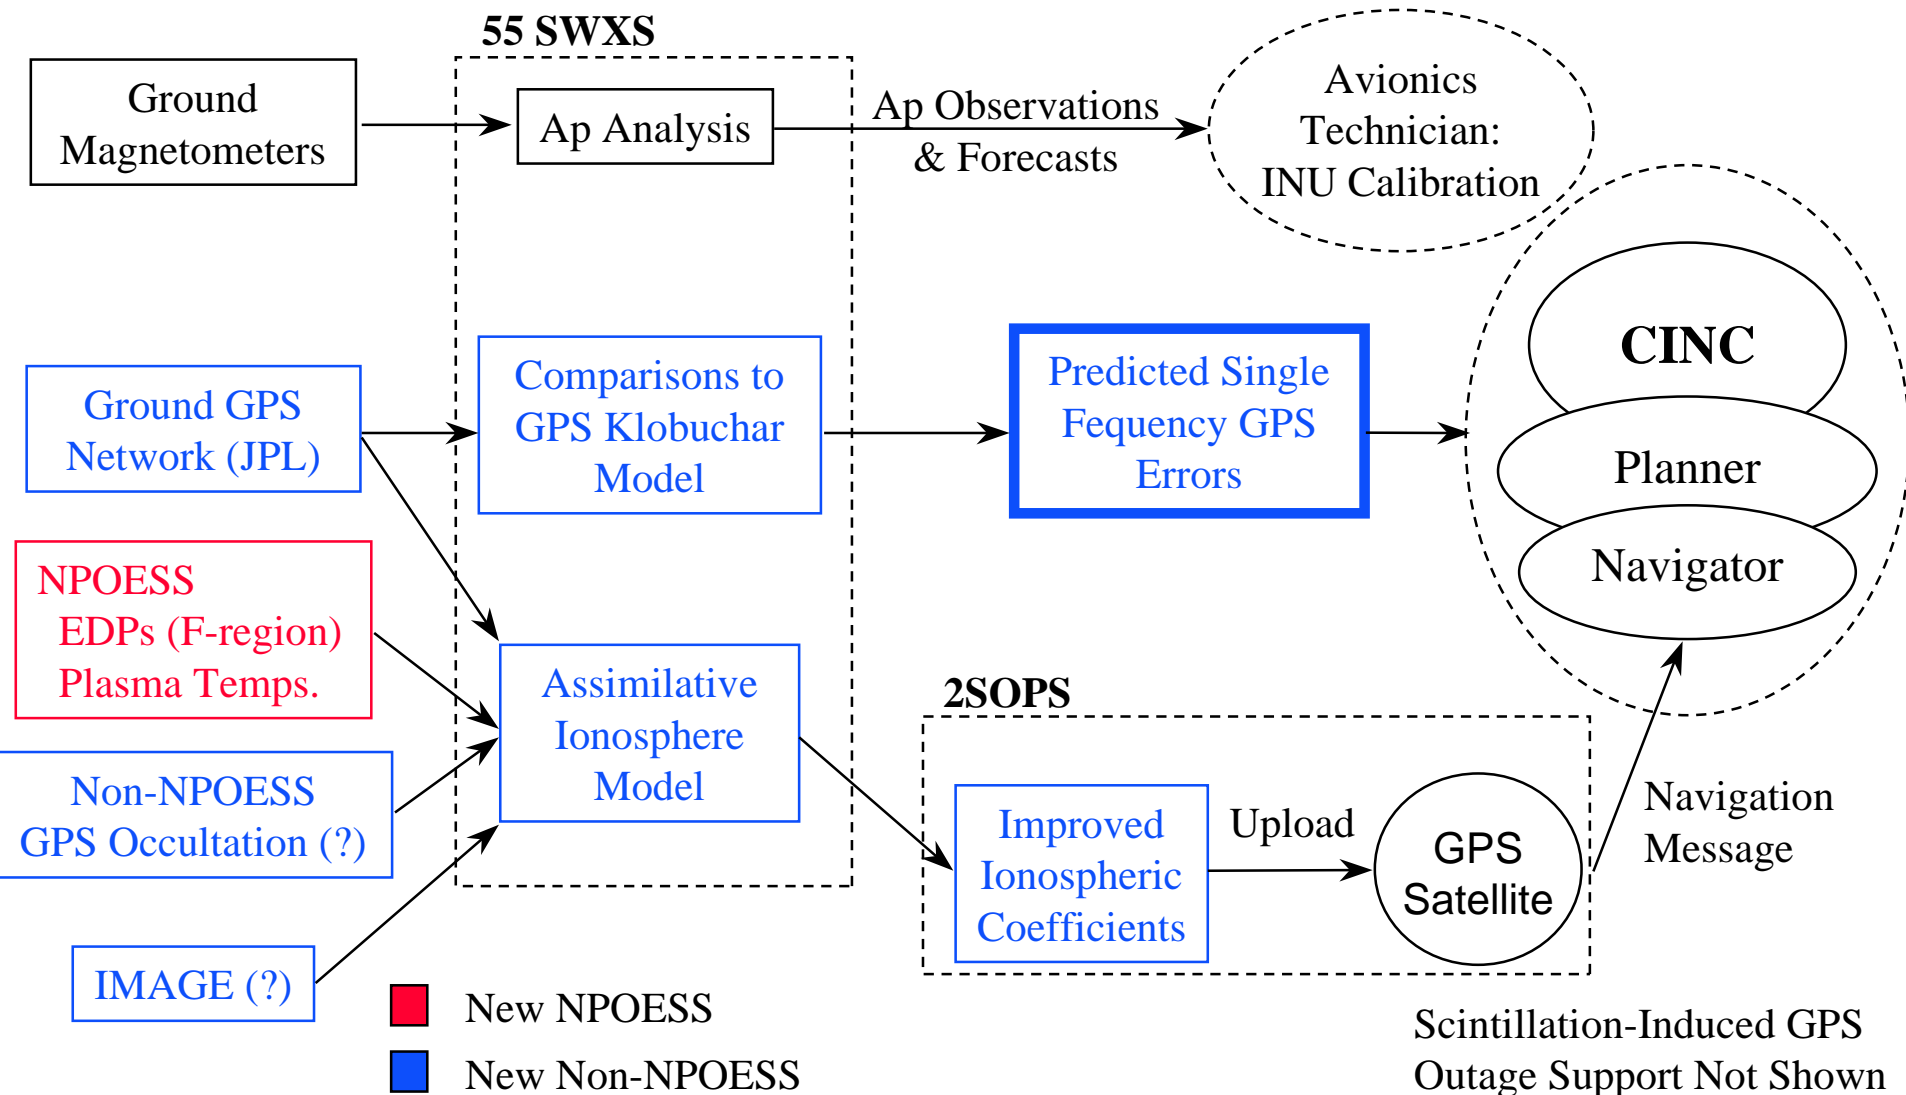 55 SWXS
Ground
Magnetometers
Ap Analysis
Ap Observations
& Forecasts
Avionics
Technician:
INU Calibration
Ground GPS
Network (JPL)
Comparisons to
GPS Klobuchar
Model
Predicted Single
Fequency GPS
Errors
CINC
Planner
Navigator
NPOESS
EDPs (F-region)
Plasma Temps.
Non-NPOESS
GPS Occultation (?)
IMAGE (?)
Assimilative
Ionosphere
Model
2SOPS
Improved
Ionospheric
Coefficients
Upload
GPS
Satellite
Navigation
Message
New NPOESS
New Non-NPOESS
Scintillation-Induced GPS
Outage Support Not Shown